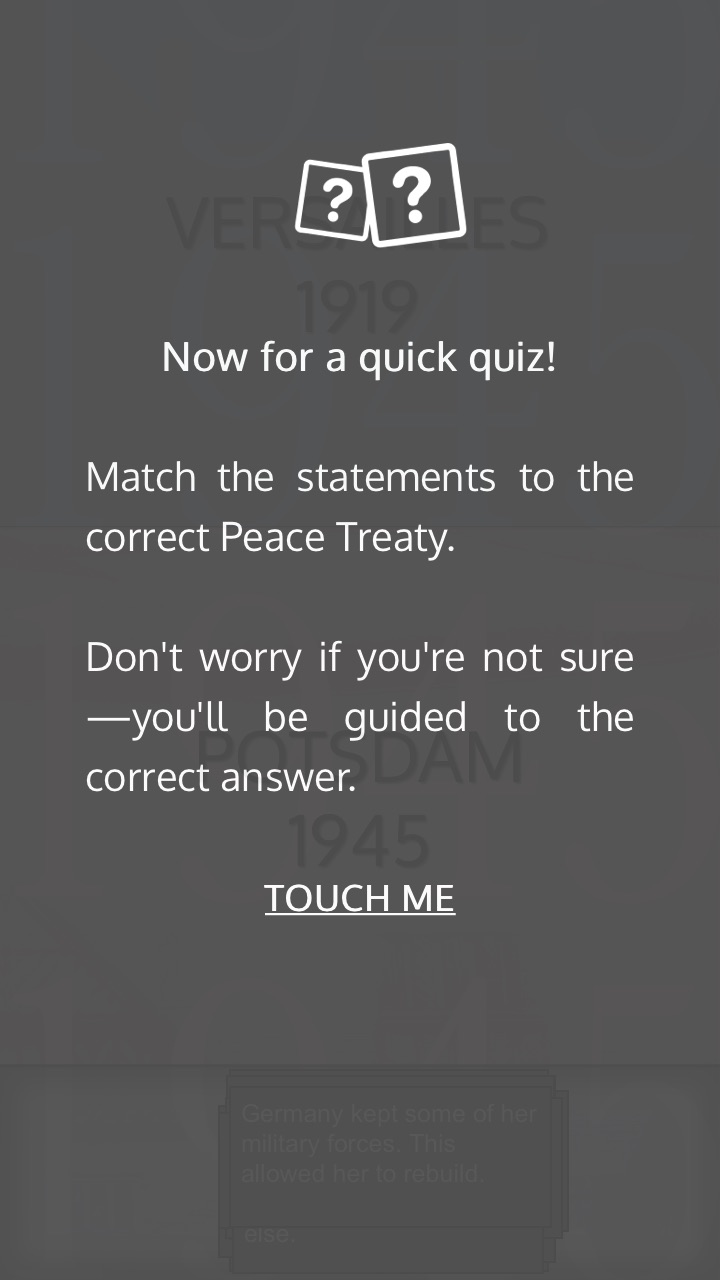 ? ?
VERSAILLES
1919
Now for a quick quiz!
Match the statements to the
correct Peace Treaty.
Don't worry if you're not sure
—you'll be guided to the
correct answer.
POTSDAM
1945
TOUCH ME
Germany kept some of her
military forces. This
allowed her to rebuild.
else.